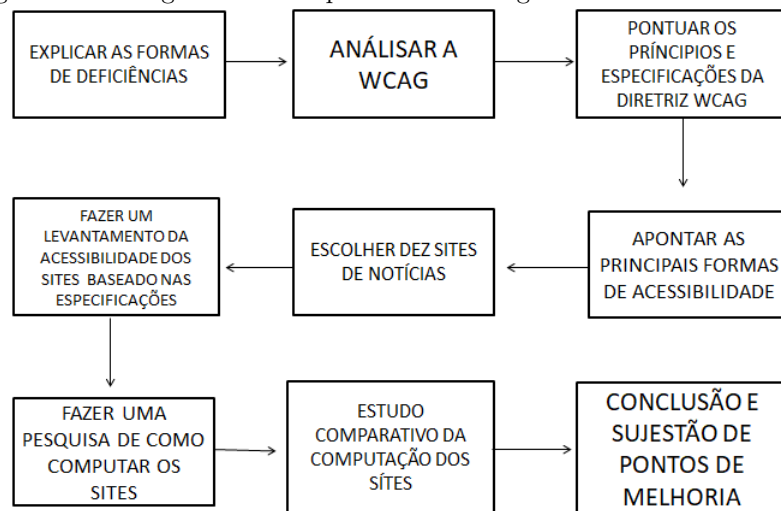 EXPLICAR AS FORMAS
DE DEFICIÊNCIAS
ANÁLISAR A
WCAG
PONTUAR OS
PRÍNCIPIOS E
ESPECIFICAÇÕES DA
DIRETRIZ WCAG
APONTAR AS
PRINCIPAIS FORMAS
DE ACESSIBILIDADE
ESCOLHER DEZ SITES
DE NOTÍCIAS
FAZER UM
LEVANTAMENTO DA
ACESSIBILIDADE DOS
SITES BASEADO NAS
ESPECIFICAÇÕES
FAZER UMA
PESQUISA DE COMO
COMPUTAR OS
SITES
ESTUDO
COMPARATIVO DA
COMPUTAÇÃO DOS
SÍTES
CONCLUSÃO E
SUJESTÃO DE
PONTOS DE
MELHORIA